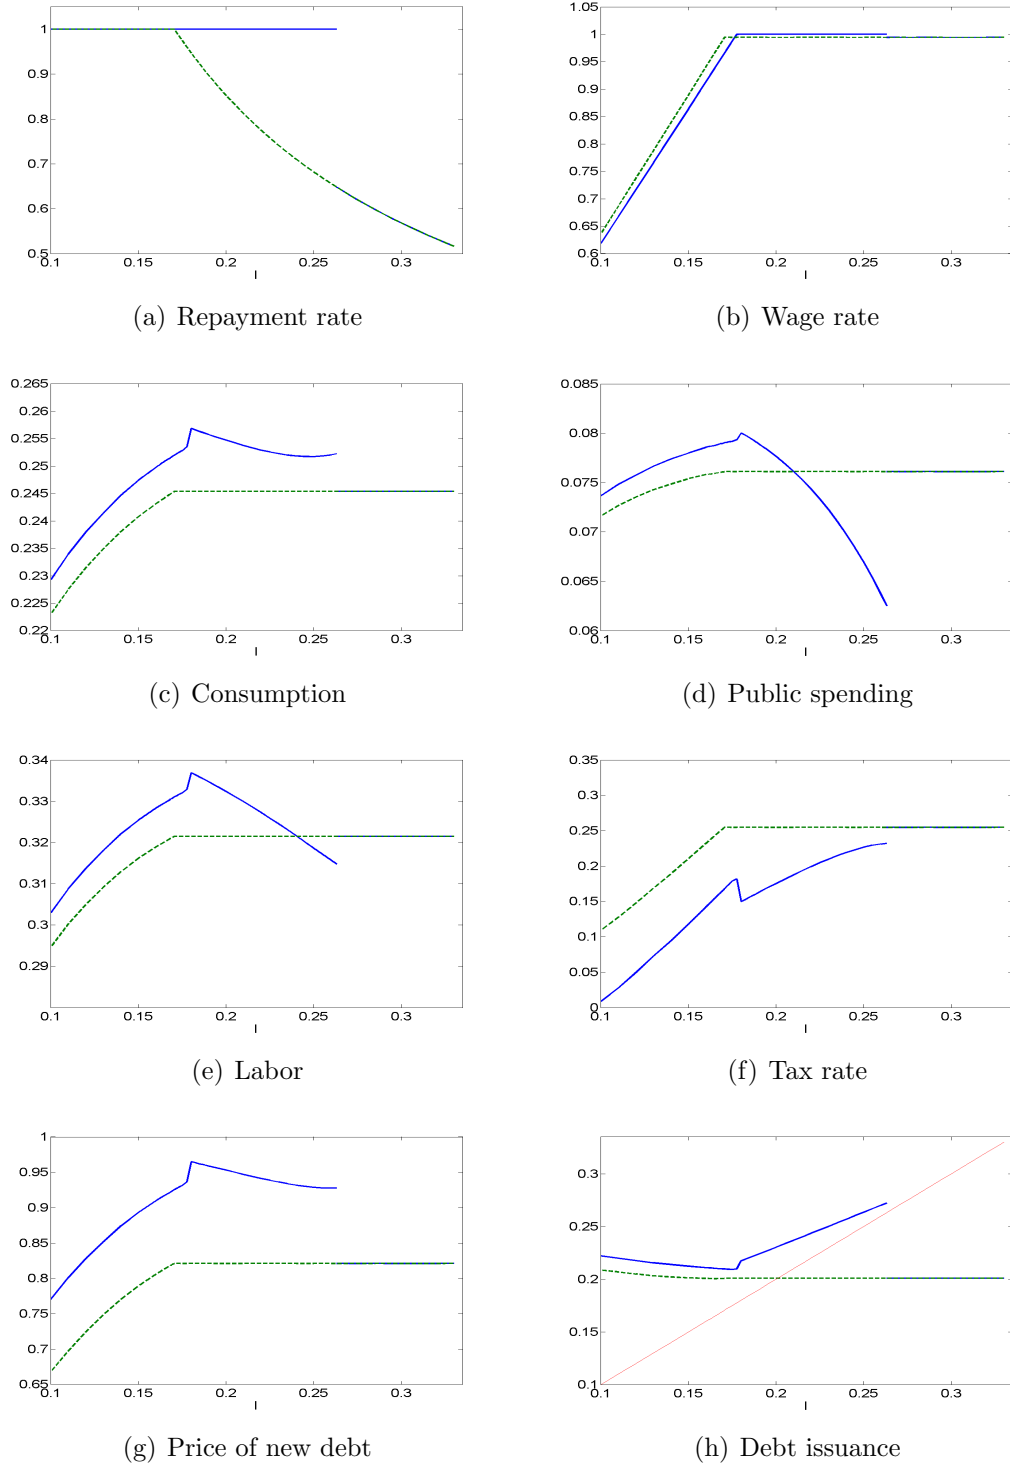 1
0.9
0.8
0.7
0.6
0.5
0.1 0.15 0.2 0.25 0.3
l
(a) Repayment rate
1.05
1
0.95
0.9
0.85
0.8
0.75
0.7
0.65
0.6
0.1 0.15 0.2 0.25 0.3
l
(b) Wage rate
0.265
0.26
0.255
0.25
0.245
0.24
0.235
0.23
0.225
0.22
0.1 0.15 0.2 0.25 0.3
l
(c) Consumption
0.085
0.08
0.075
0.07
0.065
0.06
0.1 0.15 0.2 0.25 0.3
l
(d) Public spending
0.34
0.33
0.32
0.31
0.3
0.29
0.1 0.15 0.2 0.25 0.3
l
(e) Labor
0.35
0.3
0.25
0.2
0.15
0.1
0.05
0
0.1 0.15 0.2 0.25 0.3
l
(f) Tax rate
1
0.95
0.9
0.85
0.8
0.75
0.7
0.65
0.1 0.15 0.2 0.25 0.3
l
(g) Price of new debt
0.3
0.25
0.2
0.15
0.1
0.1 0.15 0.2 0.25 0.3
l
(h) Debt issuance